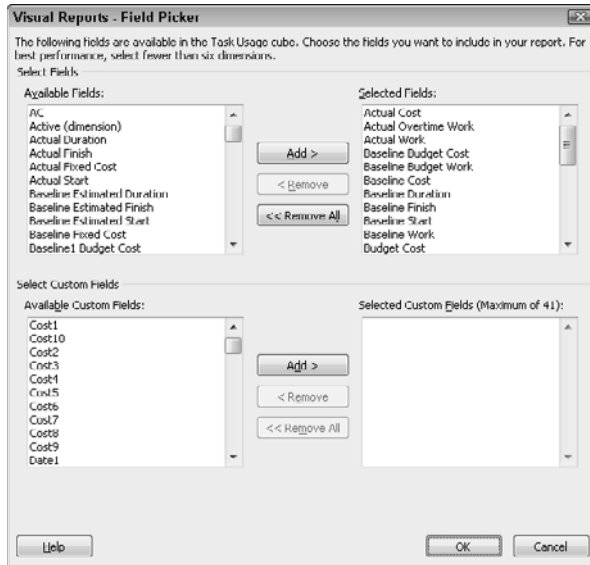 Visual Reports - Field Picker
The following fields are available in the Task Usage cube. Choose the fields you want to include in your report. For
best performance, select fewer than six dimensions.
Select Fields
Available Fields:
AC
Active (dimension)
Actual Duration
Actual Finish
Actual Fixed Cost
Actual Start
Baseline Estimated Duration
Baseline Estimated Finish
Baseline Estimated Start
Baseline Fixed Cost
Baseline1 Budget Cost
Add >
< Remove
<< Remove All
Selected Fields:
Actual Cost
Actual Overtime Work
Actual Work
Baseline Budget Cost
Baseline Budget Work
Baseline Cost
Baseline Duration
Baseline Finish
Baseline Start
Baseline Work
Budget Cost
Select Custom Fields
Available Custom Fields:
Cost1
Cost10
Cost2
Cost3
Cost4
Cost5
Cost6
Cost7
Cost8
Cost9
Date1
Add >
< Remove
<< Remove All
Selected Custom Fields (Maximum of 41):
Help
OK
Cancel